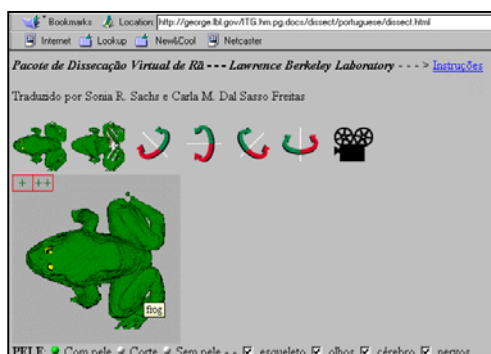 Bookmarks Location: http://george.lbl.gov/ITG.hm.pg.docs/dissect/portuguese/dissect.html
Internet Lookup New&Cool Netcaster
Pacote de Dissecação Virtual de Rã --- Lawrence Berkeley Laboratory - - - > Instruções
Traduzido por Sonia R. Sachs e Carla M. Dal Sasso Freitas
+ ++
frog
PELE: Com pele Corte Sem pele - - esqueleto olhos cérebro nervos